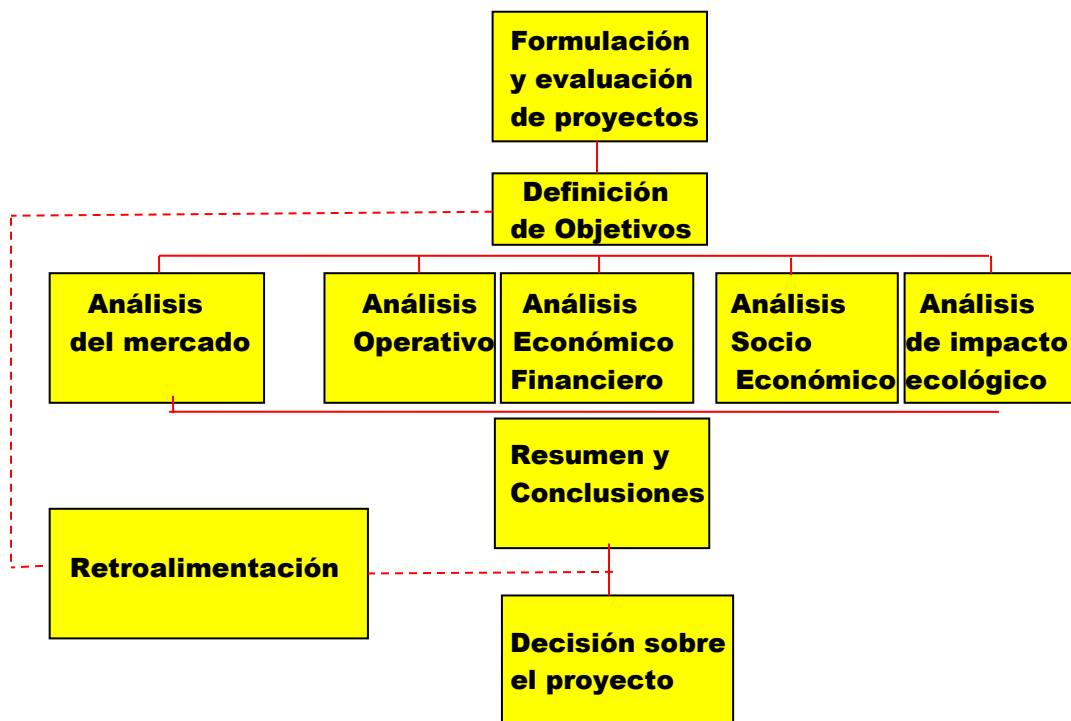 Formulación
y evaluación
de proyectos
Definición
de Objetivos
Análisis
del mercado
Análisis
Operativo
Análisis
Económico
Financiero
Análisis
Socio
Económico
Análisis
de impacto
ecológico
Resumen y
Conclusiones
Retroalimentación
Decisión sobre
el proyecto